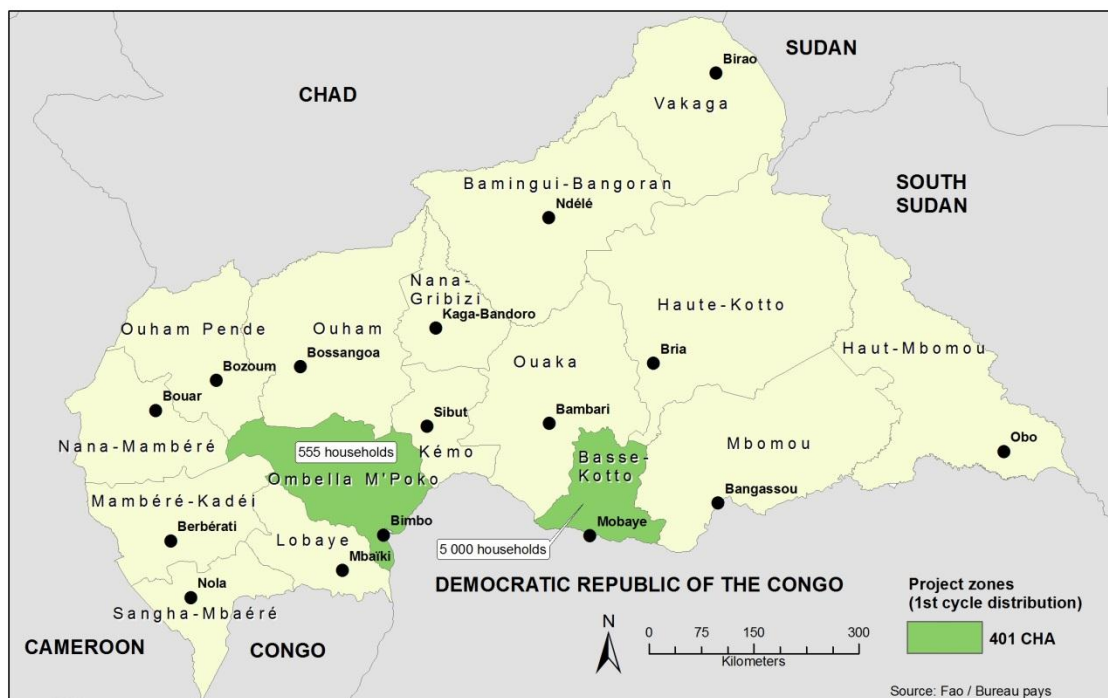 SUDAN
Birao
CHAD
Vakaga
Bamingui-Bangoran
Ndélé
SOUTH
SUDAN
Nana-
Gribizi
Kaga-Bandoro
Haute-Kotto
Ouham Pende
Ouham
Bossangoa
Ouaka
Bria
Haut-Mbomou
Bozoum
Bouar
Sibut
Bambari
Nana-Mambéré
555 households
Kémo
Basse-
Kotto
Mbomou
Obo
Ombella M'Poko
Mambéré-Kadéi
Bangassou
Berbérati
Bimbo
Lobaye
Mobaye
5 000 households
Mbaïki
Nola
DEMOCRATIC REPUBLIC OF THE CONGO
Sangha-Mbaéré
CAMEROON
CONGO
N
0 75 150 300
Kilometers
Project zones
(1st cycle distribution)
401 CHA
Source: Fao / Bureau pays